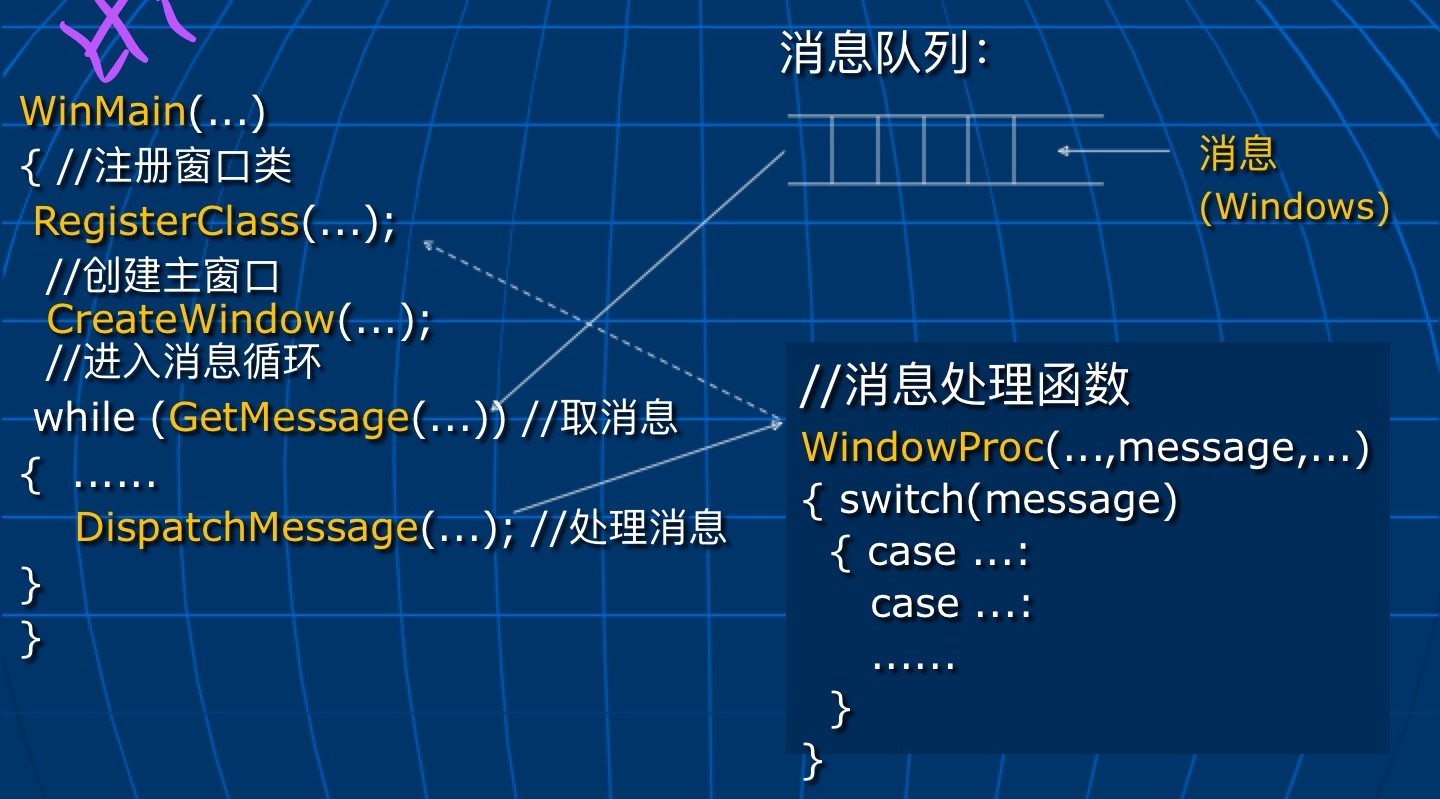 WinMain(...)
{ //注册窗口类
RegisterClass(...);
//创建主窗口
CreateWindow(...);
//进入消息循环
while (GetMessage(...)) //取消息
{ ......
DispatchMessage(...); //处理消息
}
}
消息队列：
消息
(Windows)
//消息处理函数
WindowProc(...,message,...)
{ switch(message)
{ case ...:
case ...:
......
}
}